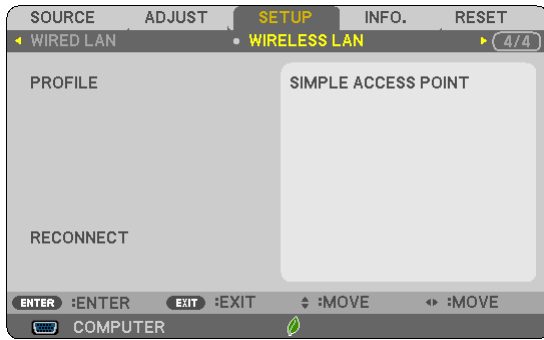 SOURCE ADJUST SETUP INFO. RESET
WIRED LAN • WIRELESS LAN 4/4
PROFILE SIMPLE ACCESS POINT
RECONNECT
ENTER :ENTER EXIT :EXIT :MOVE :MOVE
COMPUTER